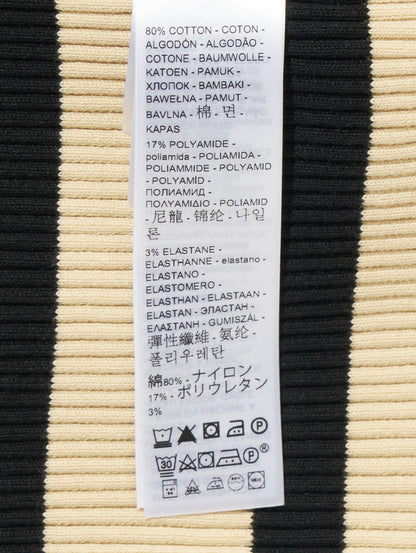 80% COTTON - COTON -
ALGODÓN - ALGODÃO -
COTONE - BAUMWOLLE -
KATOEN - PAMUK -
ХЛОПОК - BAMBAKI -
BAWEŁNA - PAMUT -
BAVLNA - 棉 - 면 -
KAPAS
17% POLYAMIDE -
poliamida - POLIAMIDA -
POLIAMMIDE - POLYAMID
- POLYAMİD -
ПОЛИАМИД -
ΠΟΛΥΑΜΙΔΙΟ - POLIAMID
- 尼龍 - 锦纶 - 나일
론
3% ELASTANE -
ELASTHANNE - elastano -
ELASTANO -
ELASTOMERO -
ELASTHAN - ELASTAAN -
ELASTAN - ЭЛАСТАН -
ΕΛΑΣΤΑΝΗ - GUMISZÁL -
彈性纖維 - 氨纶 -
폴리우레탄
綿80% - ナイロン
17% - ポリウレタン
3%
P
30 P